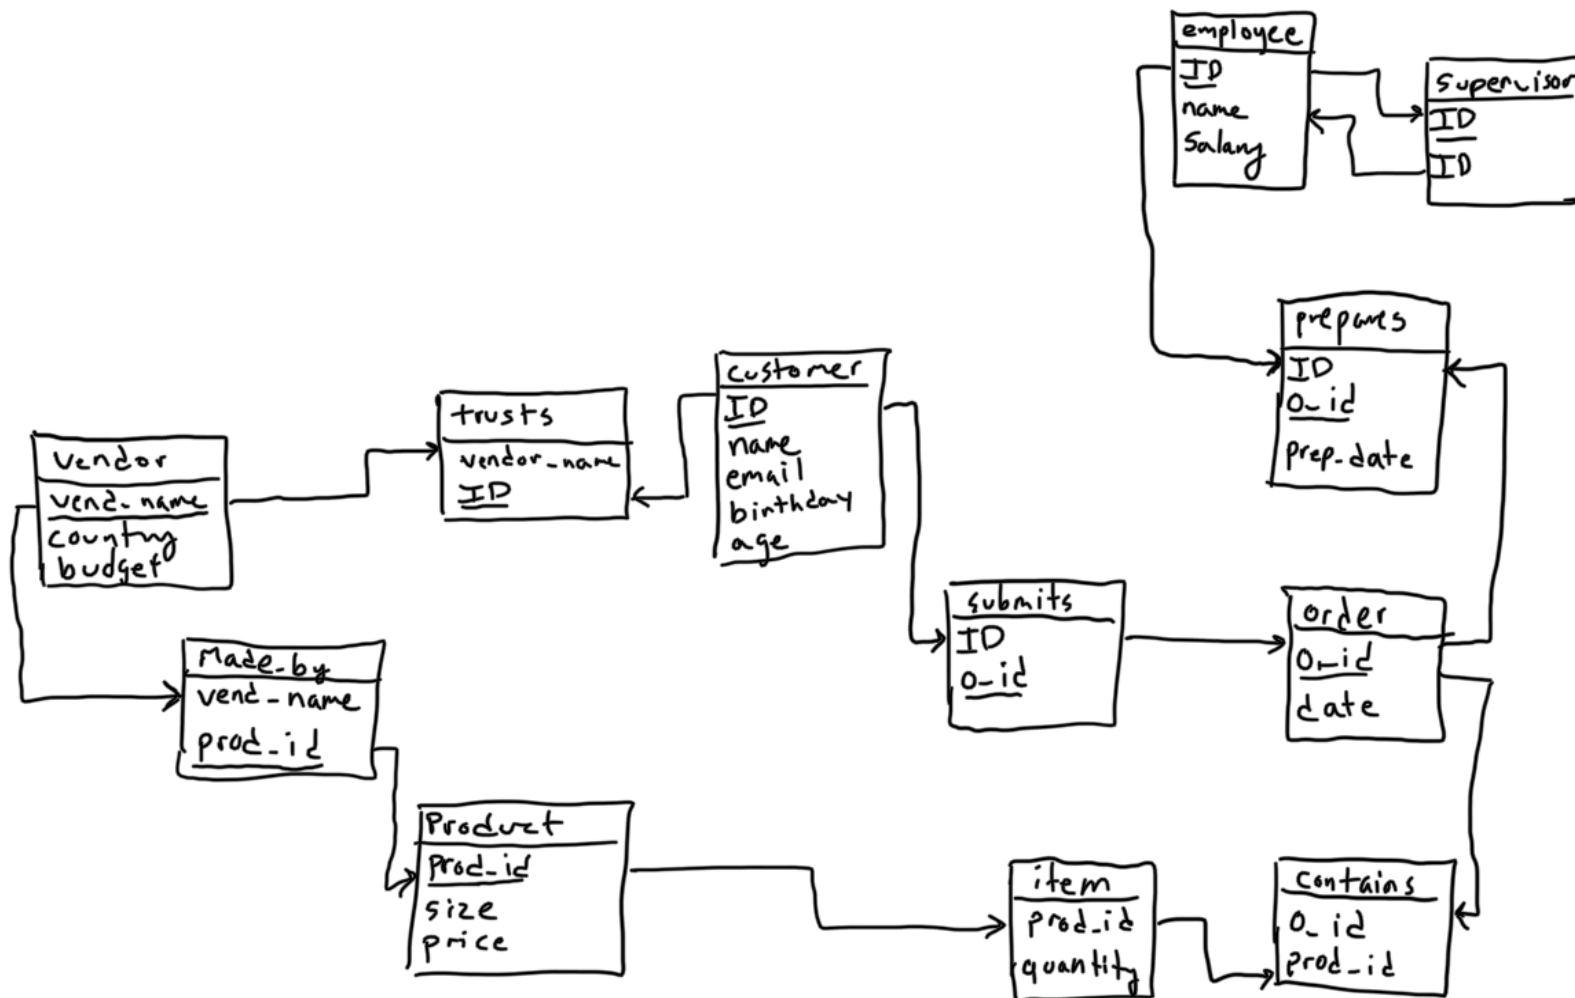 employee
ID
name
Salary
Supervisor
ID
ID
prepares
ID
O_id
prep_date
customer
ID
name
email
birthday
age
trusts
vendor_name
ID
Vendor
vend_name
country
budget
submits
ID
O_id
order
O_id
date
Made_by
vend_name
prod_id
Product
prod_id
size
price
item
prod_id
quantity
contains
O_id
prod_id